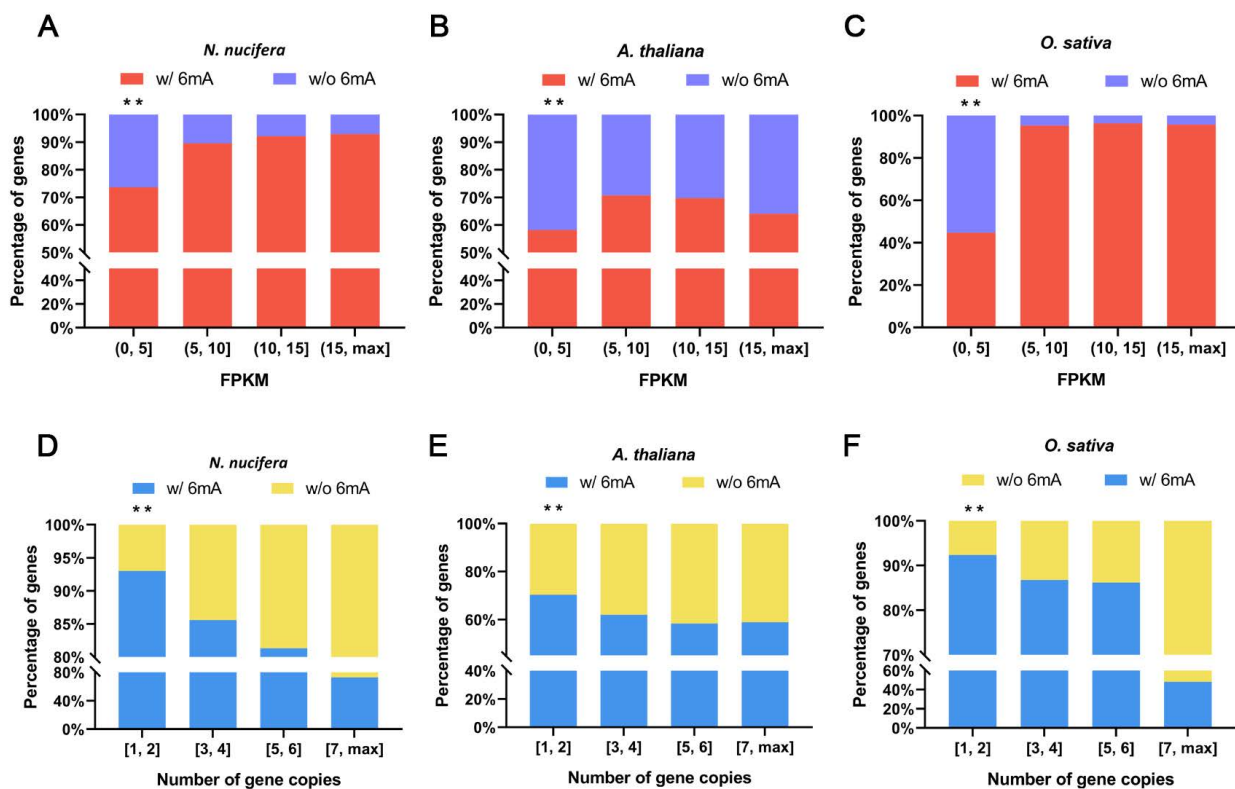 A
N. nucifera
w/ 6mA w/o 6mA
**
Percentage of genes
100%
90%
80%
70%
60%
50%
40%
20%
0%
(0, 5] (5, 10] (10, 15] (15, max]
FPKM
B
A. thaliana
w/ 6mA w/o 6mA
**
Percentage of genes
100%
90%
80%
70%
60%
50%
40%
20%
0%
(0, 5] (5, 10] (10, 15] (15, max]
FPKM
C
O. sativa
w/ 6mA w/o 6mA
**
Percentage of genes
100%
80%
60%
40%
20%
0%
(0, 5] (5, 10] (10, 15] (15, max]
FPKM
D
N. nucifera
w/ 6mA w/o 6mA
**
Percentage of genes
100%
95%
90%
85%
80%
80%
40%
0%
[1, 2] [3, 4] [5, 6] [7, max]
Number of gene copies
E
A. thaliana
w/ 6mA w/o 6mA
**
Percentage of genes
100%
80%
60%
40%
20%
0%
[1, 2] [3, 4] [5, 6] [7, max]
Number of gene copies
F
O. sativa
w/o 6mA w/ 6mA
**
Percentage of genes
100%
90%
80%
70%
60%
40%
20%
0%
[1, 2] [3, 4] [5, 6] [7, max]
Number of gene copies